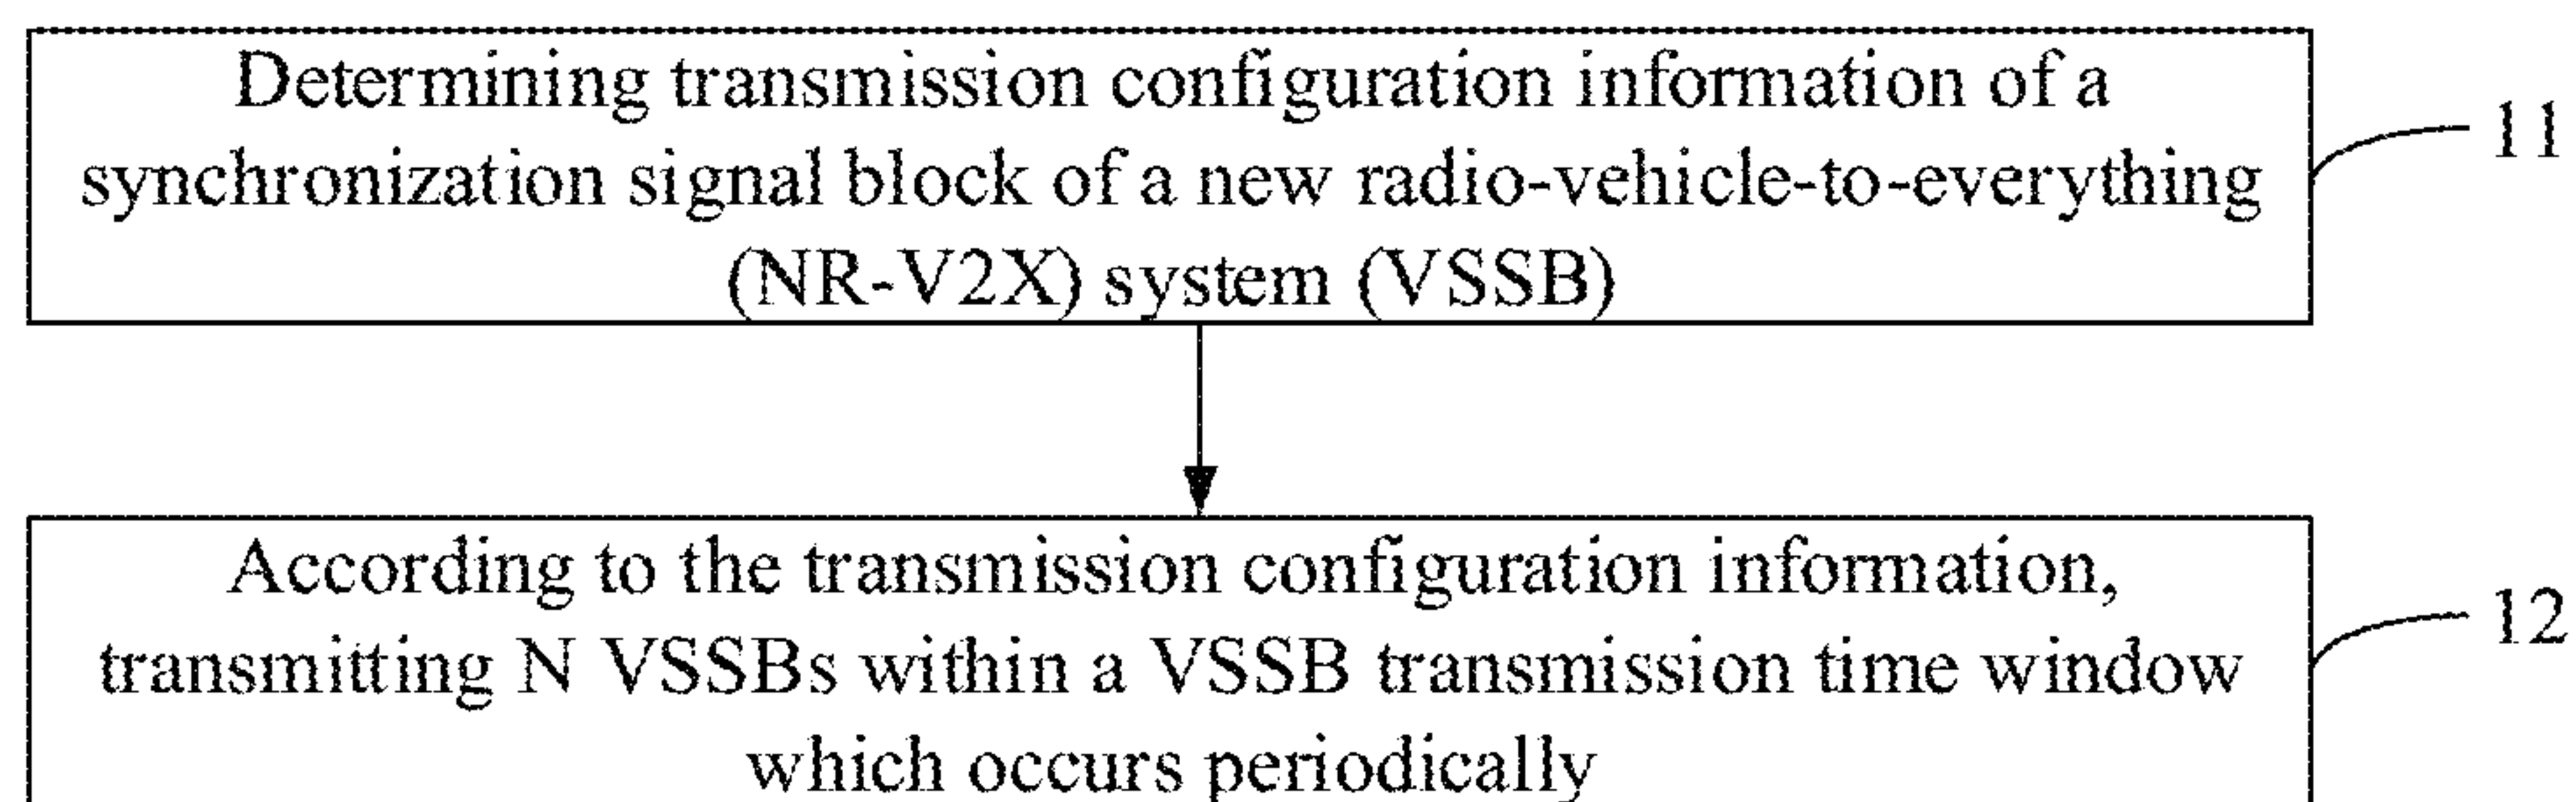 Determining transmission configuration information of a
synchronization signal block of a new radio-vehicle-to-everything
(NR-V2X) system (VSSB)
11
According to the transmission configuration information,
transmitting N VSSBs within a VSSB transmission time window
which occurs periodically
12